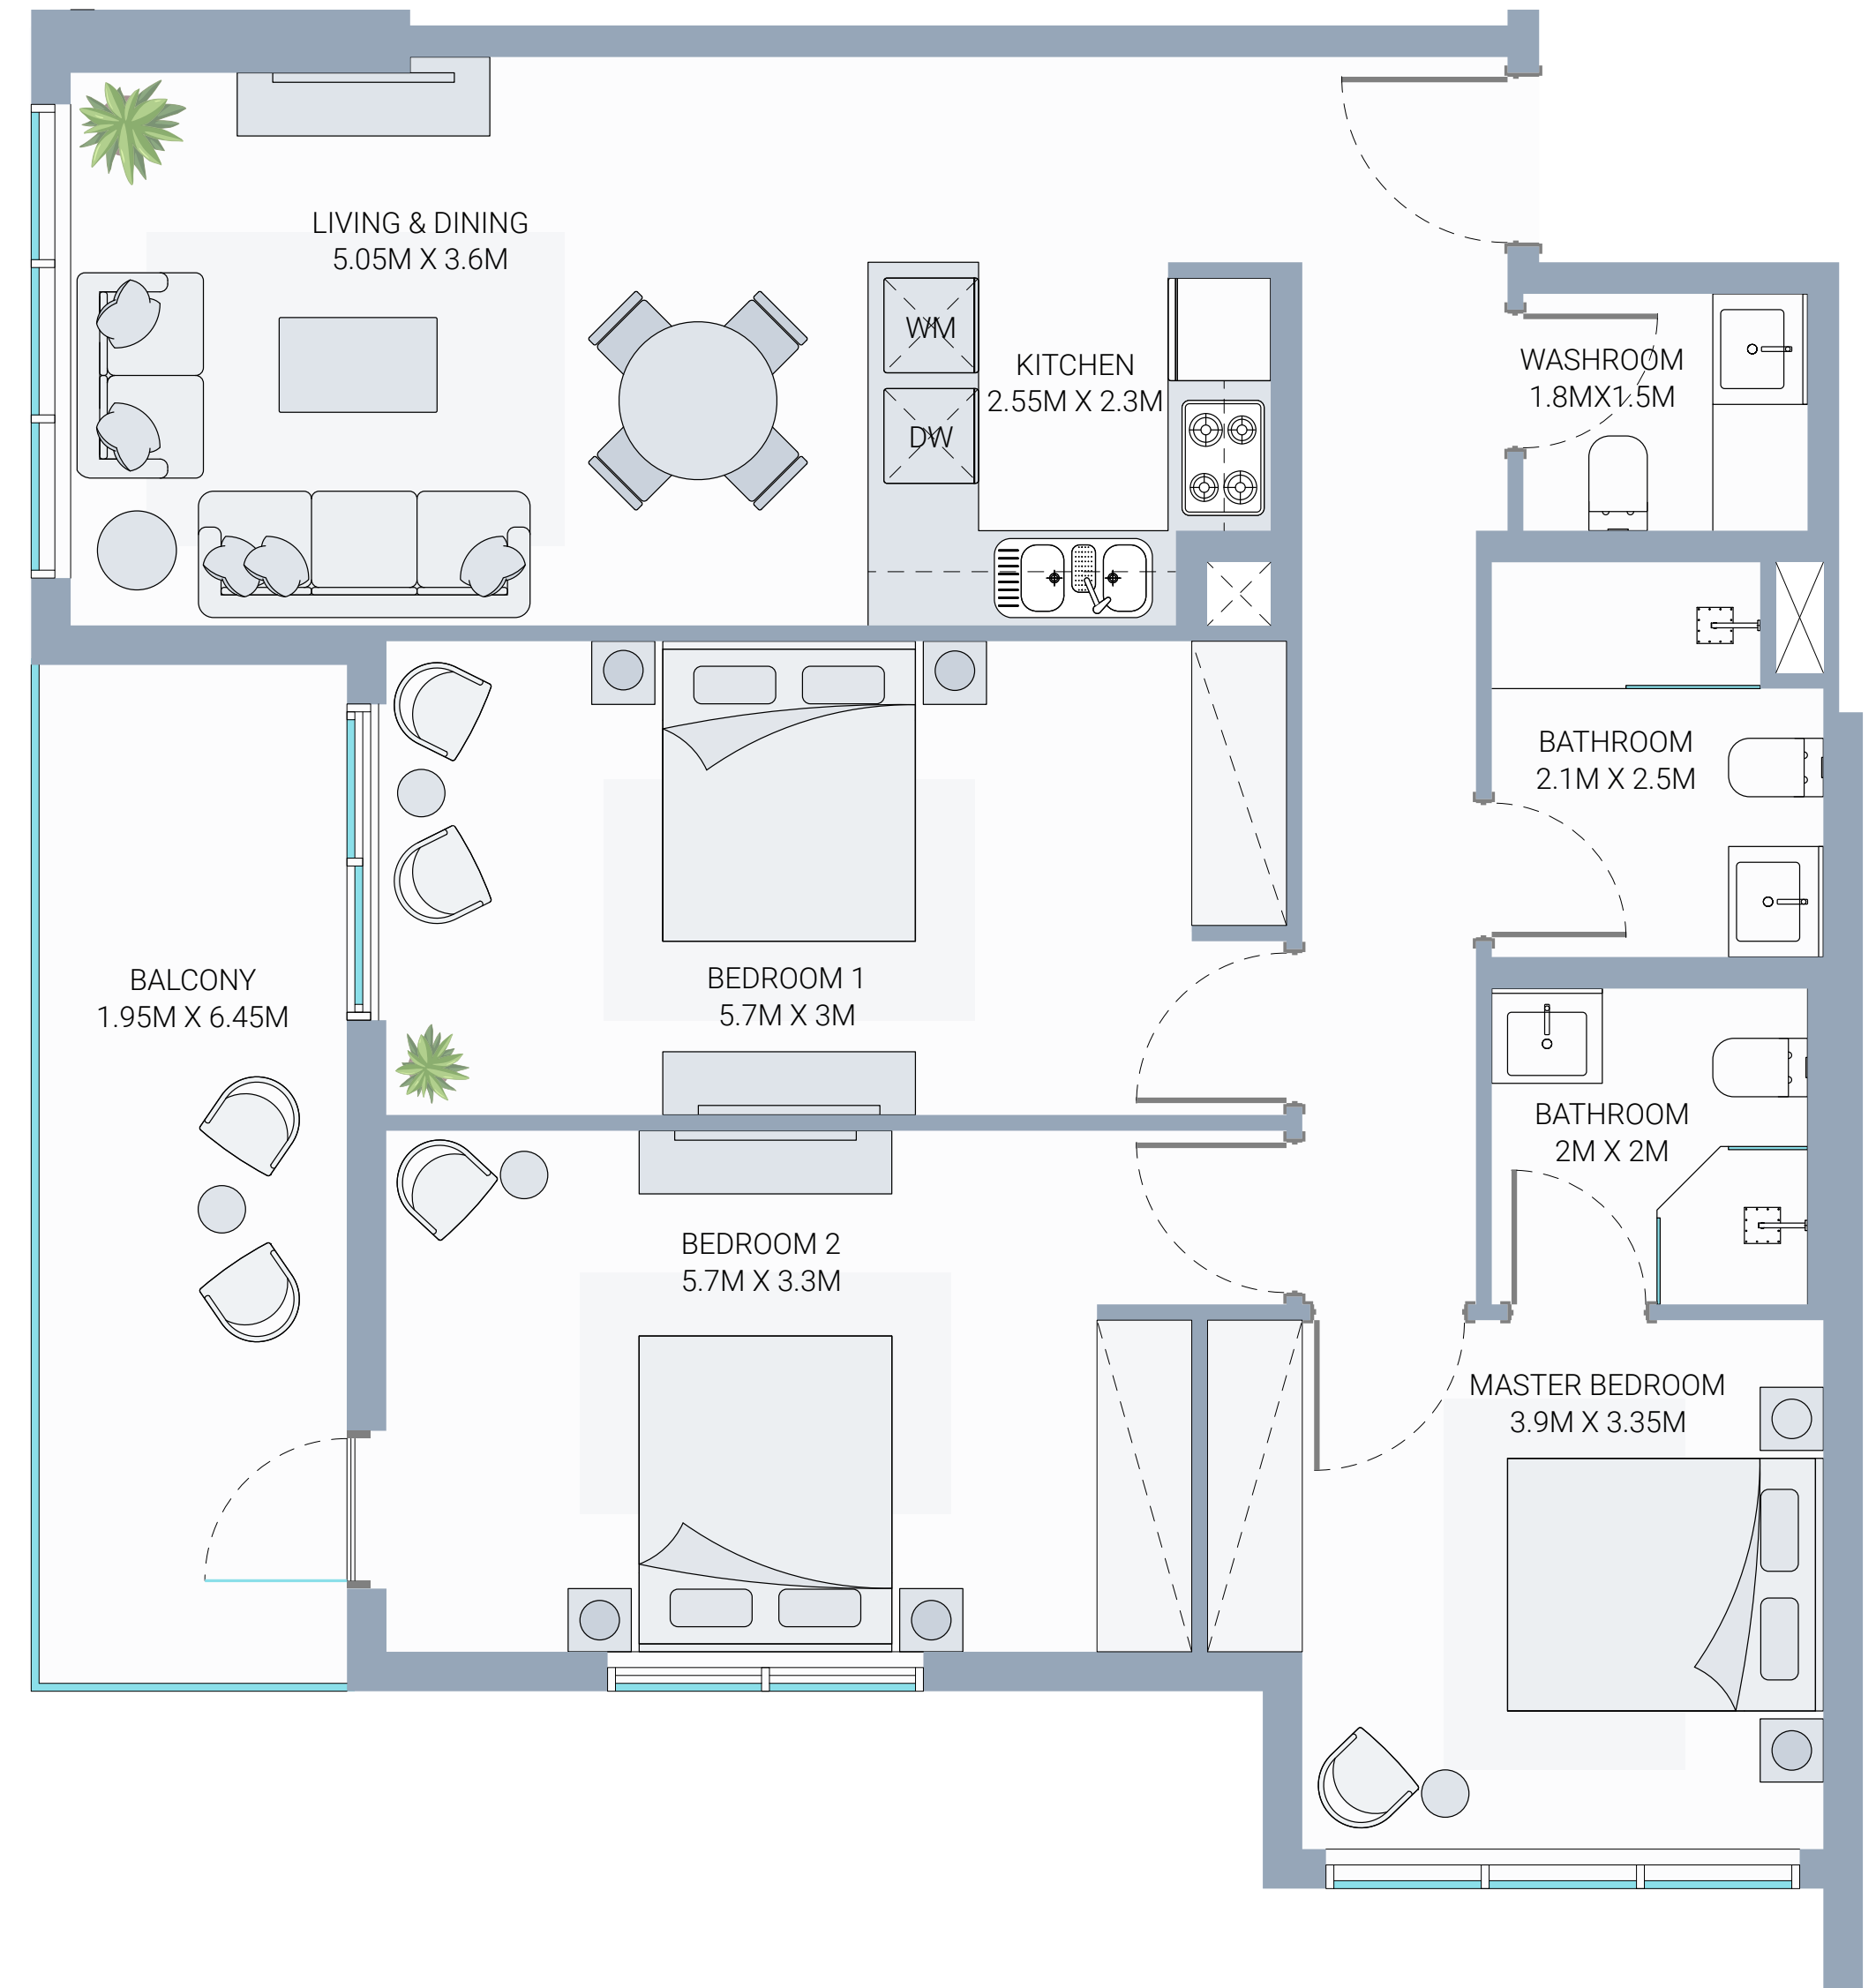 LIVING & DINING
5.05M X 3.6M
WM
DW
KITCHEN
2.55M X 2.3M
WASHROOM
1.8MX1.5M
BATHROOM
2.1M X 2.5M
BALCONY
1.95M X 6.45M
BEDROOM 1
5.7M X 3M
BATHROOM
2M X 2M
BEDROOM 2
5.7M X 3.3M
MASTER BEDROOM
3.9M X 3.35M